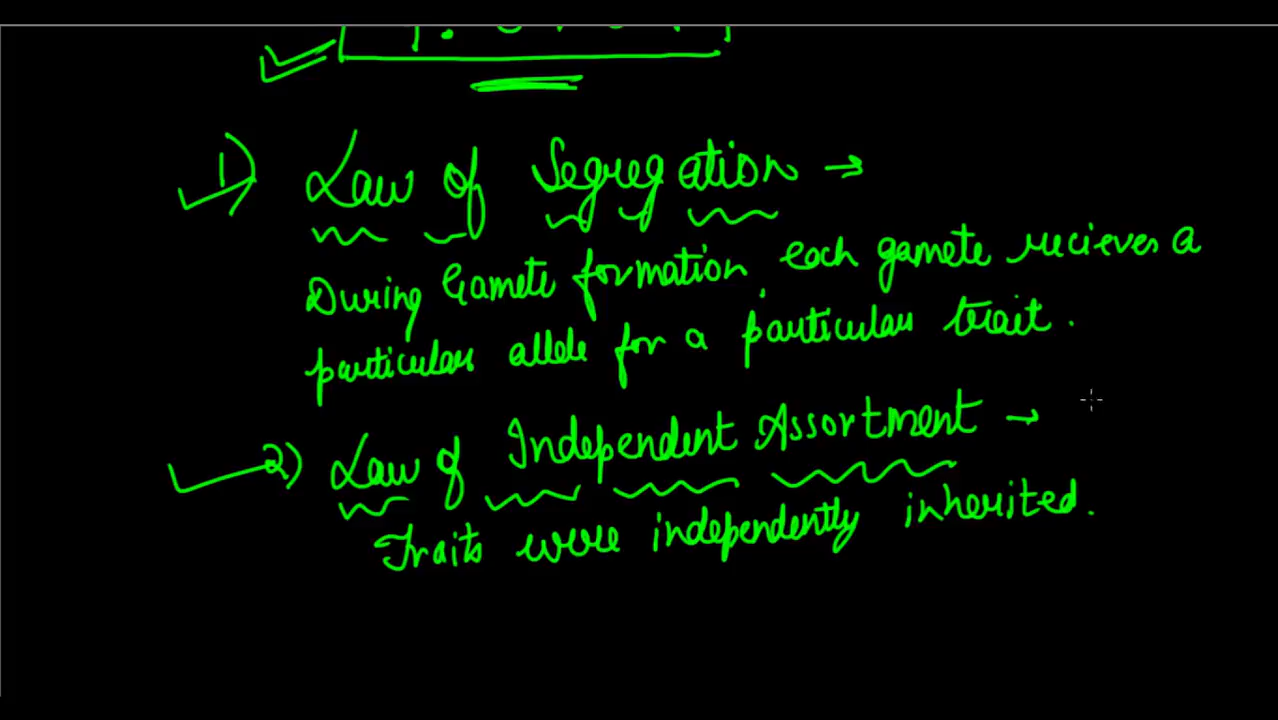 1) Law of Segregation →
During Gamete formation, each gamete recieves a
particular allele for a particular trait.
2) Law of Independent Assortment →
Traits were independently inherited.